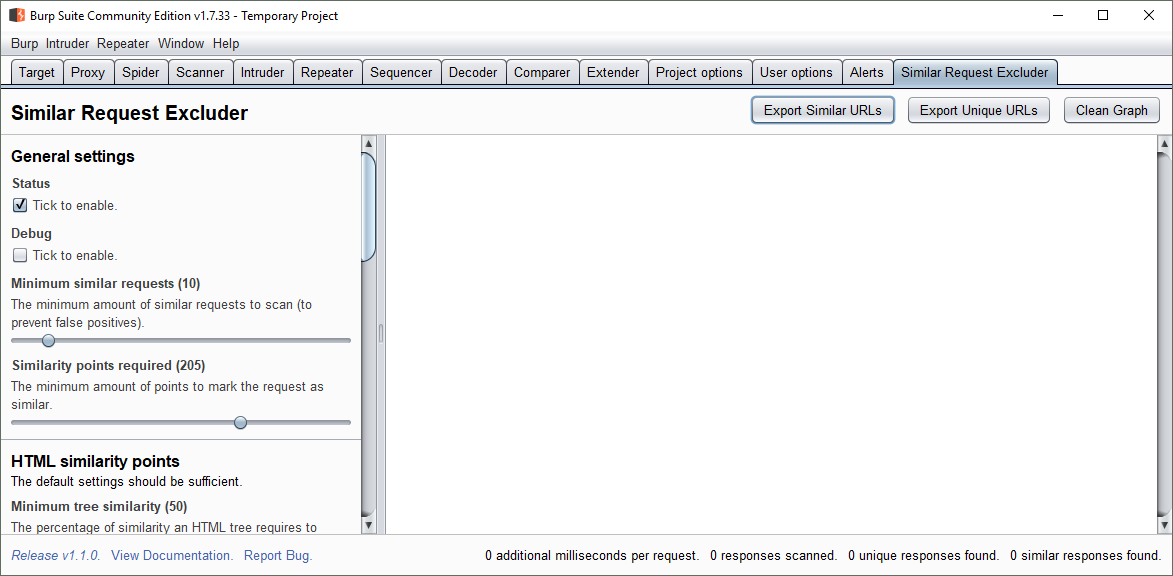 Burp Suite Community Edition v1.7.33 - Temporary Project
Burp Intruder Repeater Window Help
Target Proxy Spider Scanner Intruder Repeater Sequencer Decoder Comparer Extender Project options User options Alerts Similar Request Excluder
Similar Request Excluder Export Similar URLs Export Unique URLs Clean Graph
General settings
Status
Tick to enable.
Debug
Tick to enable.
Minimum similar requests (10)
The minimum amount of similar requests to scan (to
prevent false positives).
Similarity points required (205)
The minimum amount of points to mark the request as
similar.
HTML similarity points
The default settings should be sufficient.
Minimum tree similarity (50)
The percentage of similarity an HTML tree requires to
Release v1.1.0. View Documentation. Report Bug. 0 additional milliseconds per request. 0 responses scanned. 0 unique responses found. 0 similar responses found.